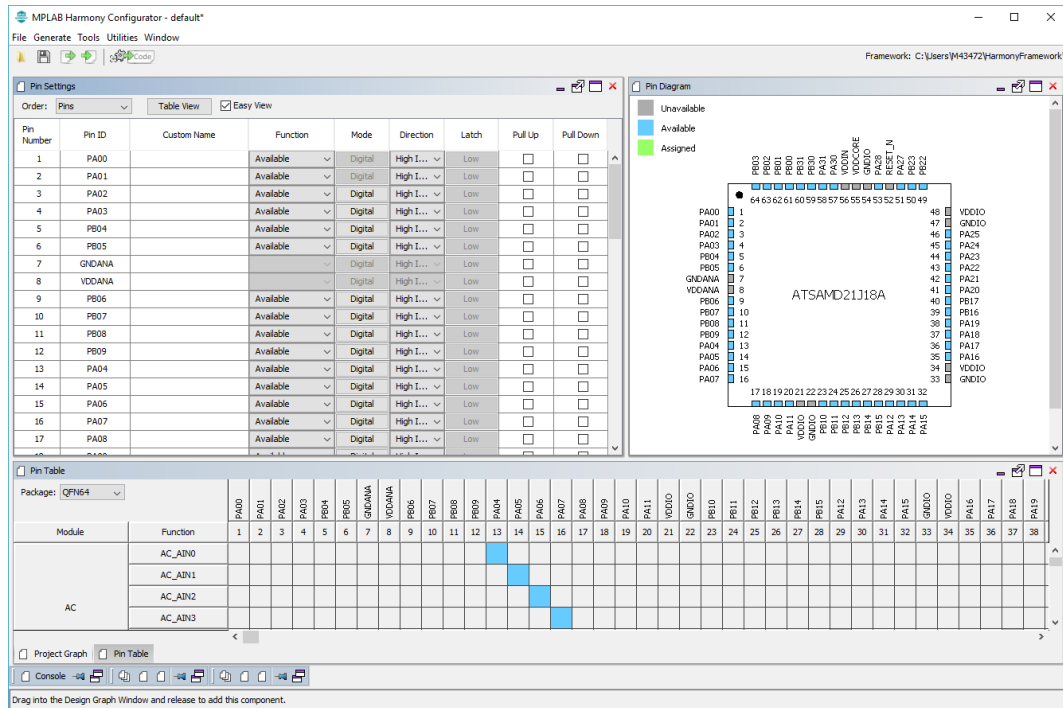 MPLAB Harmony Configurator - default*
File Generate Tools Utilities Window
Code
Framework: C:\Users\M43472\HarmonyFramework
Pin Settings
Order: Pins Table View Easy View
Pin Number Pin ID Custom Name Function Mode Direction Latch Pull Up Pull Down
1 PA00 Available Digital High I... Low
2 PA01 Available Digital High I... Low
3 PA02 Available Digital High I... Low
4 PA03 Available Digital High I... Low
5 PB04 Available Digital High I... Low
6 PB05 Available Digital High I... Low
7 GNDANA Digital High I... Low
8 VDDANA Digital High I... Low
9 PB06 Available Digital High I... Low
10 PB07 Available Digital High I... Low
11 PB08 Available Digital High I... Low
12 PB09 Available Digital High I... Low
13 PA04 Available Digital High I... Low
14 PA05 Available Digital High I... Low
15 PA06 Available Digital High I... Low
16 PA07 Available Digital High I... Low
17 PA08 Available Digital High I... Low
Pin Diagram
Unavailable
Available
Assigned
PB03 PB02 PB01 PB00 PB31 PB30 PA31 PA30 VDDIN VDDCORE GNDIO PA28 RESET_N PA27 PB23 PB22
64 63 62 61 60 59 58 57 56 55 54 53 52 51 50 49
PA00 1 48 VDDIO
PA01 2 47 GNDIO
PA02 3 46 PA25
PA03 4 45 PA24
PB04 5 44 PA23
PB05 6 43 PA22
GNDANA 7 42 PA21
VDDANA 8 41 PA20
ATSAMD21J18A
PB06 9 40 PB17
PB07 10 39 PB16
PB08 11 38 PA19
PB09 12 37 PA18
PA04 13 36 PA17
PA05 14 35 PA16
PA06 15 34 VDDIO
PA07 16 33 GNDIO
17 18 19 20 21 22 23 24 25 26 27 28 29 30 31 32
PA08 PA09 PA10 PA11 VDDIO GNDIO PB10 PB11 PB12 PB13 PB14 PB15 PA12 PA13 PA14 PA15
Pin Table
Package: QFN64
PA00 PA01 PA02 PA03 PB04 PB05 GNDANA VDDANA PB06 PB07 PB08 PB09 PA04 PA05 PA06 PA07 PA08 PA09 PA10 PA11 VDDIO GNDIO PB10 PB11 PB12 PB13 PB14 PB15 PA12 PA13 PA14 PA15 GNDIO VDDIO PA16 PA17 PA18 PA19
Module Function 1 2 3 4 5 6 7 8 9 10 11 12 13 14 15 16 17 18 19 20 21 22 23 24 25 26 27 28 29 30 31 32 33 34 35 36 37 38
AC
AC_AIN0
AC_AIN1
AC_AIN2
AC_AIN3
Project Graph Pin Table
Console
Drag into the Design Graph Window and release to add this component.